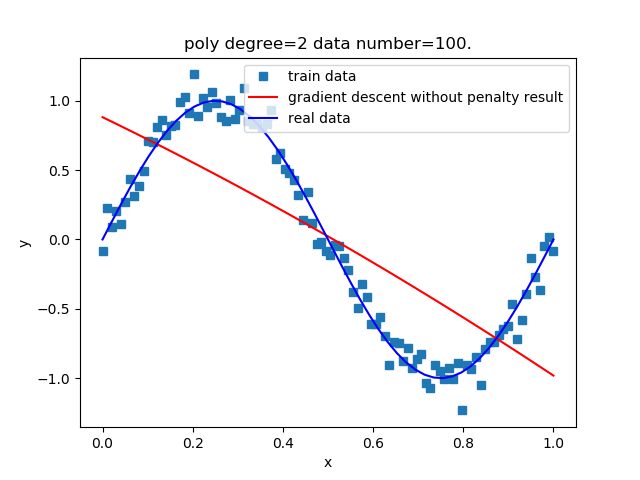 poly degree=2 data number=100.
train data
gradient descent without penalty result
real data
1.0
0.5
0.0
−0.5
−1.0
y
0.0 0.2 0.4 0.6 0.8 1.0
x